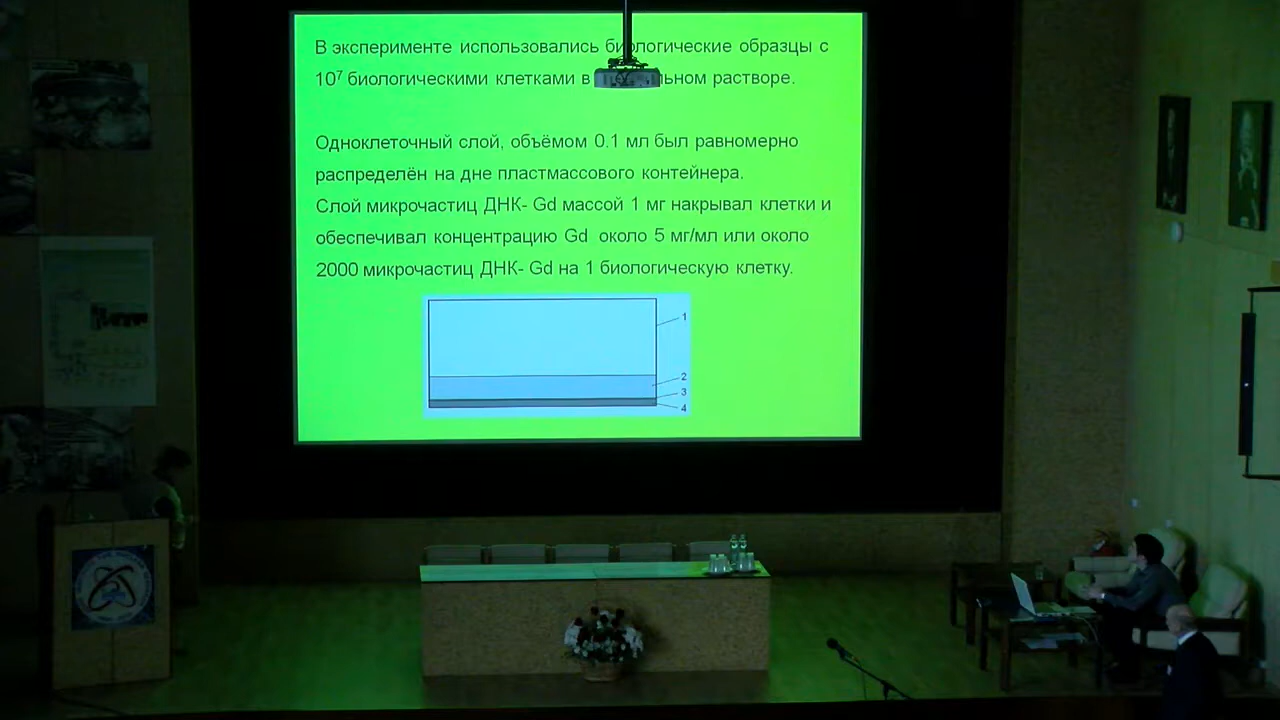 В эксперименте использовались биологические образцы с
10⁷ биологическими клетками в растворе.
Одноклеточный слой, объёмом 0.1 мл был равномерно
распределён на дне пластмассового контейнера.
Слой микрочастиц ДНК- Gd массой 1 мг накрывал клетки и
обеспечивал концентрацию Gd около 5 мг/мл или около
2000 микрочастиц ДНК- Gd на 1 биологическую клетку.
1
2
3
4